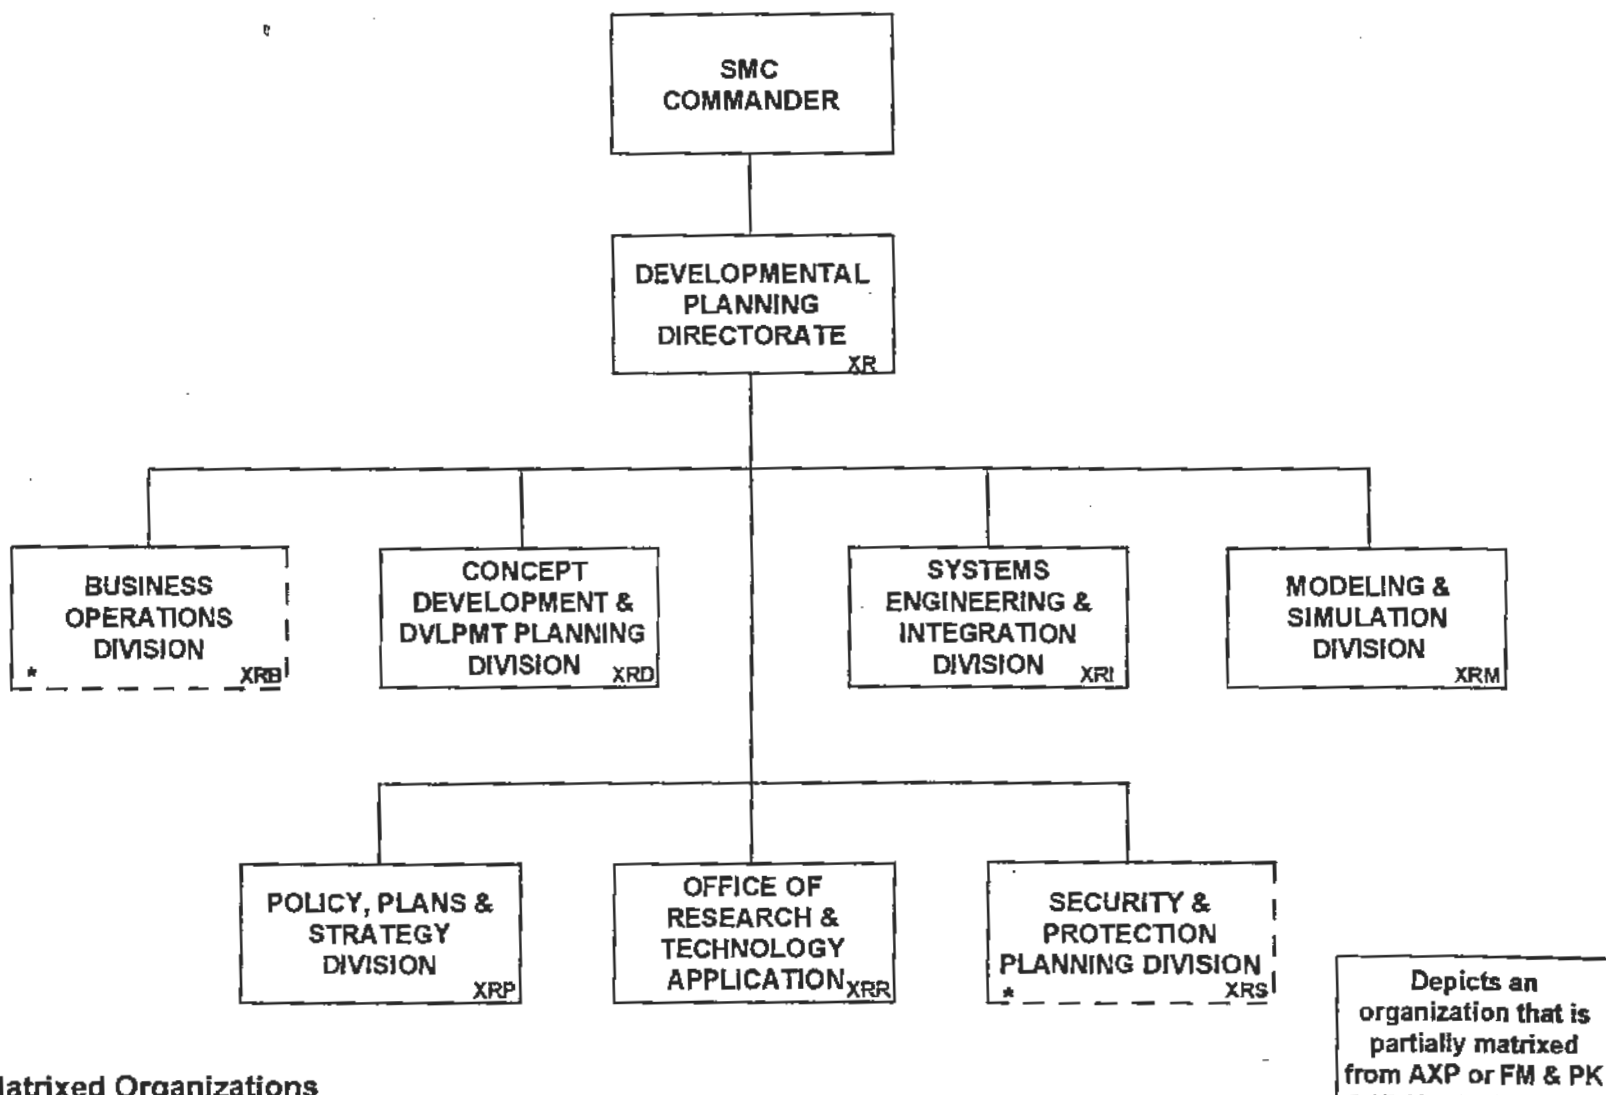 SMC
COMMANDER
DEVELOPMENTAL
PLANNING
DIRECTORATE
XR
BUSINESS
OPERATIONS
DIVISION
* XRB
CONCEPT
DEVELOPMENT &
DVLPMT PLANNING
DIVISION
XRD
SYSTEMS
ENGINEERING &
INTEGRATION
DIVISION
XRI
MODELING &
SIMULATION
DIVISION
XRM
POLICY, PLANS &
STRATEGY
DIVISION
XRP
OFFICE OF
RESEARCH &
TECHNOLOGY
APPLICATION
XRR
SECURITY &
PROTECTION
PLANNING DIVISION
* XRS
Depicts an
organization that is
partially matrixed
from AXP or FM & PK
Organizations